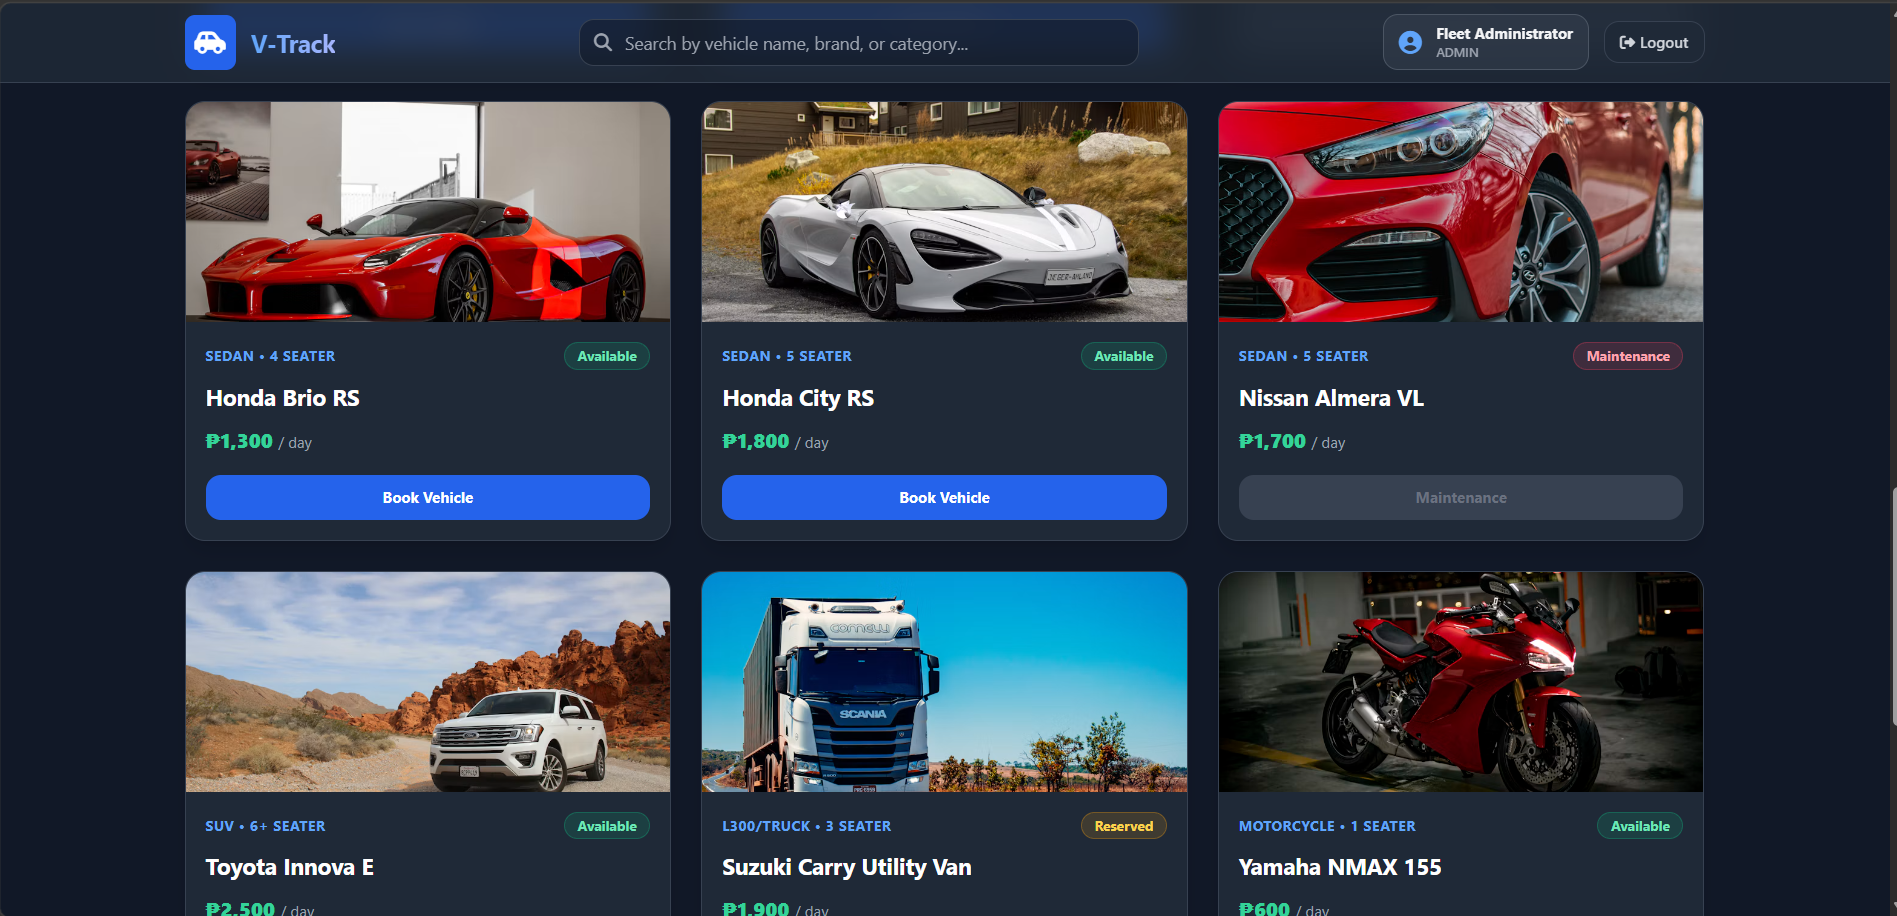 V-Track
Search by vehicle name, brand, or category...
Fleet Administrator
ADMIN
Logout
SEDAN • 4 SEATER
Available
Honda Brio RS
₱1,300 / day
Book Vehicle
SEDAN • 5 SEATER
Available
Honda City RS
₱1,800 / day
Book Vehicle
SEDAN • 5 SEATER
Maintenance
Nissan Almera VL
₱1,700 / day
Maintenance
SUV • 6+ SEATER
Available
Toyota Innova E
₱2,500 / day
SCANIA
L300/TRUCK • 3 SEATER
Reserved
Suzuki Carry Utility Van
₱1,900 / day
MOTORCYCLE • 1 SEATER
Available
Yamaha NMAX 155
₱600 / day